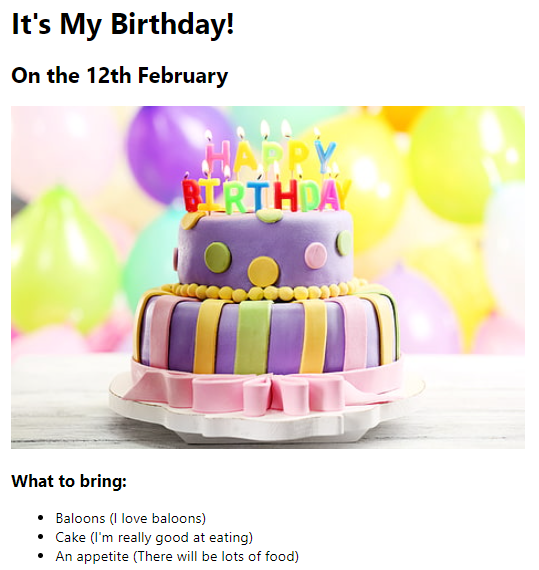 It's My Birthday!
On the 12th February
HAPPY
BIRTHDAY
What to bring:
Baloons (I love baloons)
Cake (I'm really good at eating)
An appetite (There will be lots of food)